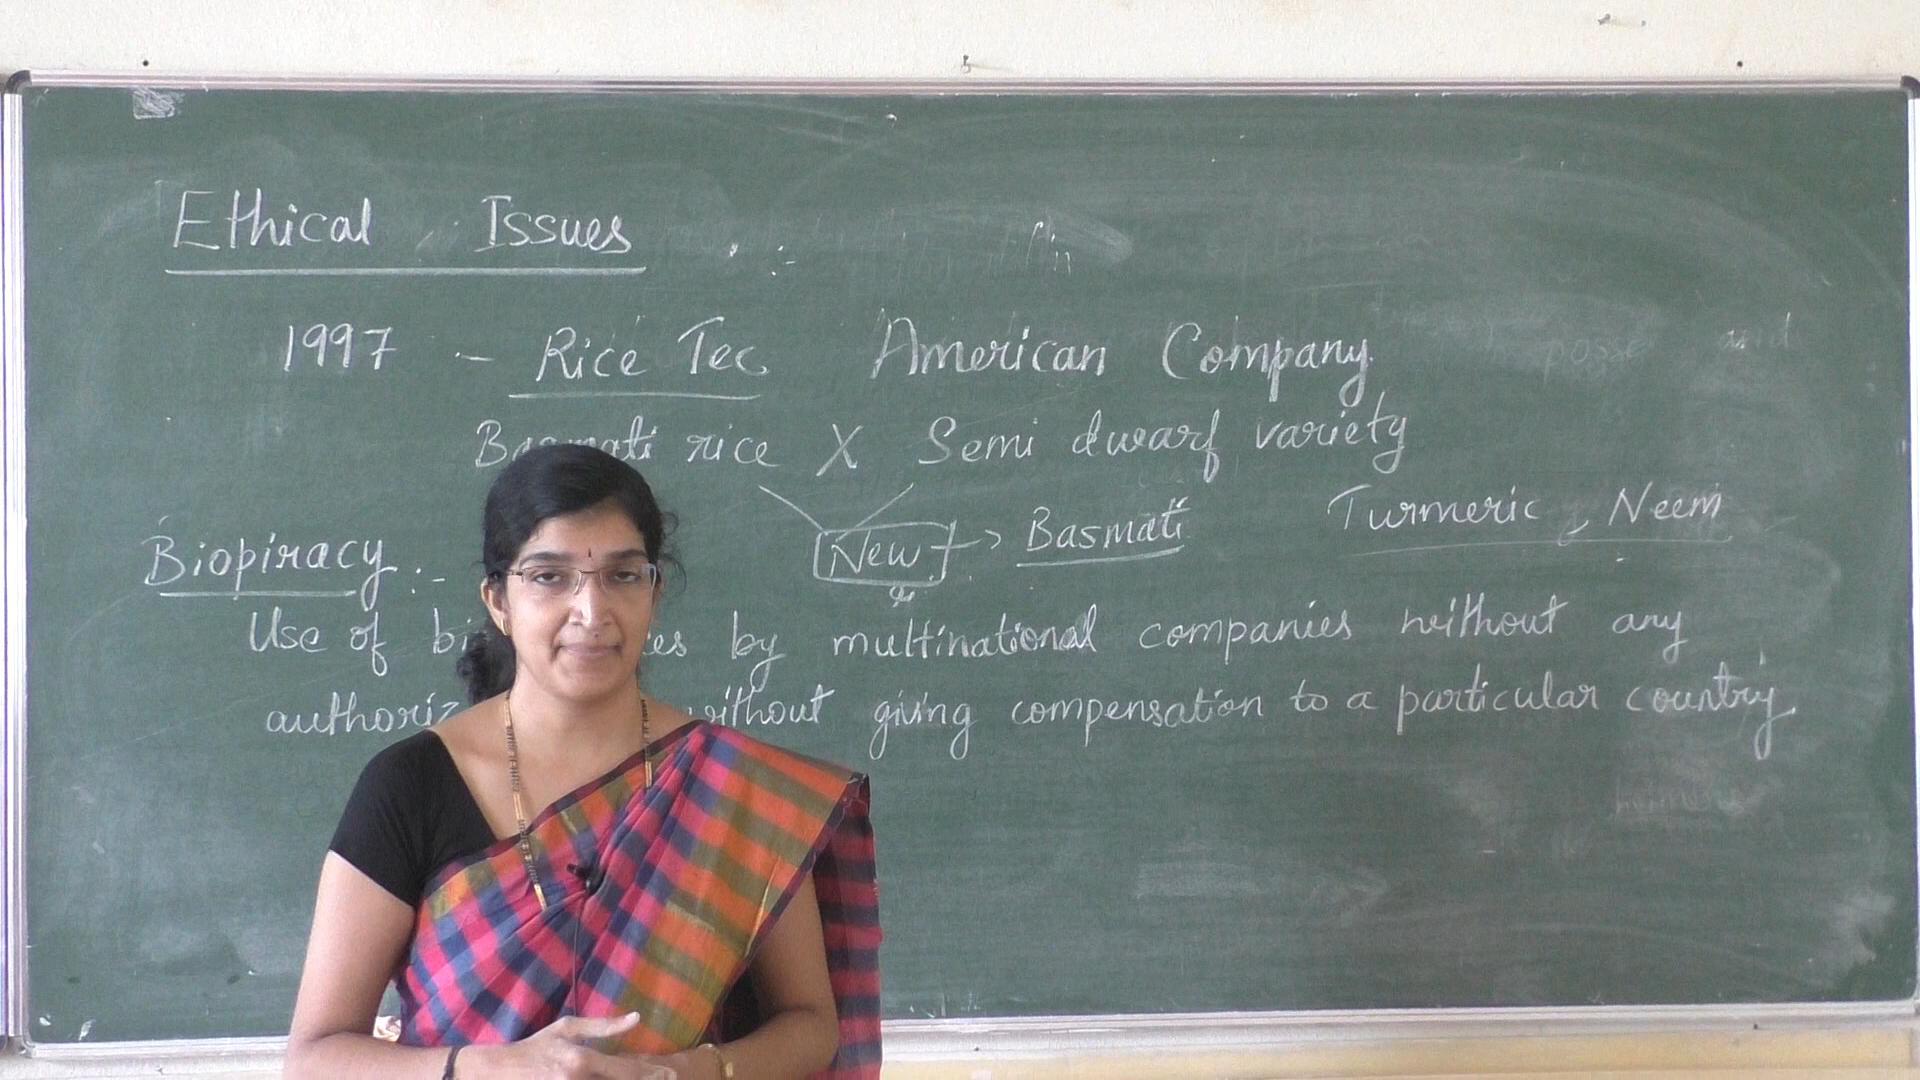 Ethical Issues :-
1997 - Rice Tec American Company.
rice X Semi dwarf variety
New -> Basmati
Turmeric, Neem
Biopiracy :-
Use of by multinational companies without any
without giving compensation to a particular country